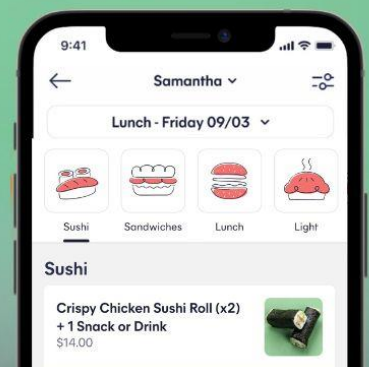 9:41
Samantha
Lunch - Friday 09/03
Sushi
Sandwiches
Lunch
Light
Sushi
Crispy Chicken Sushi Roll (x2)
+ 1 Snack or Drink
$14.00